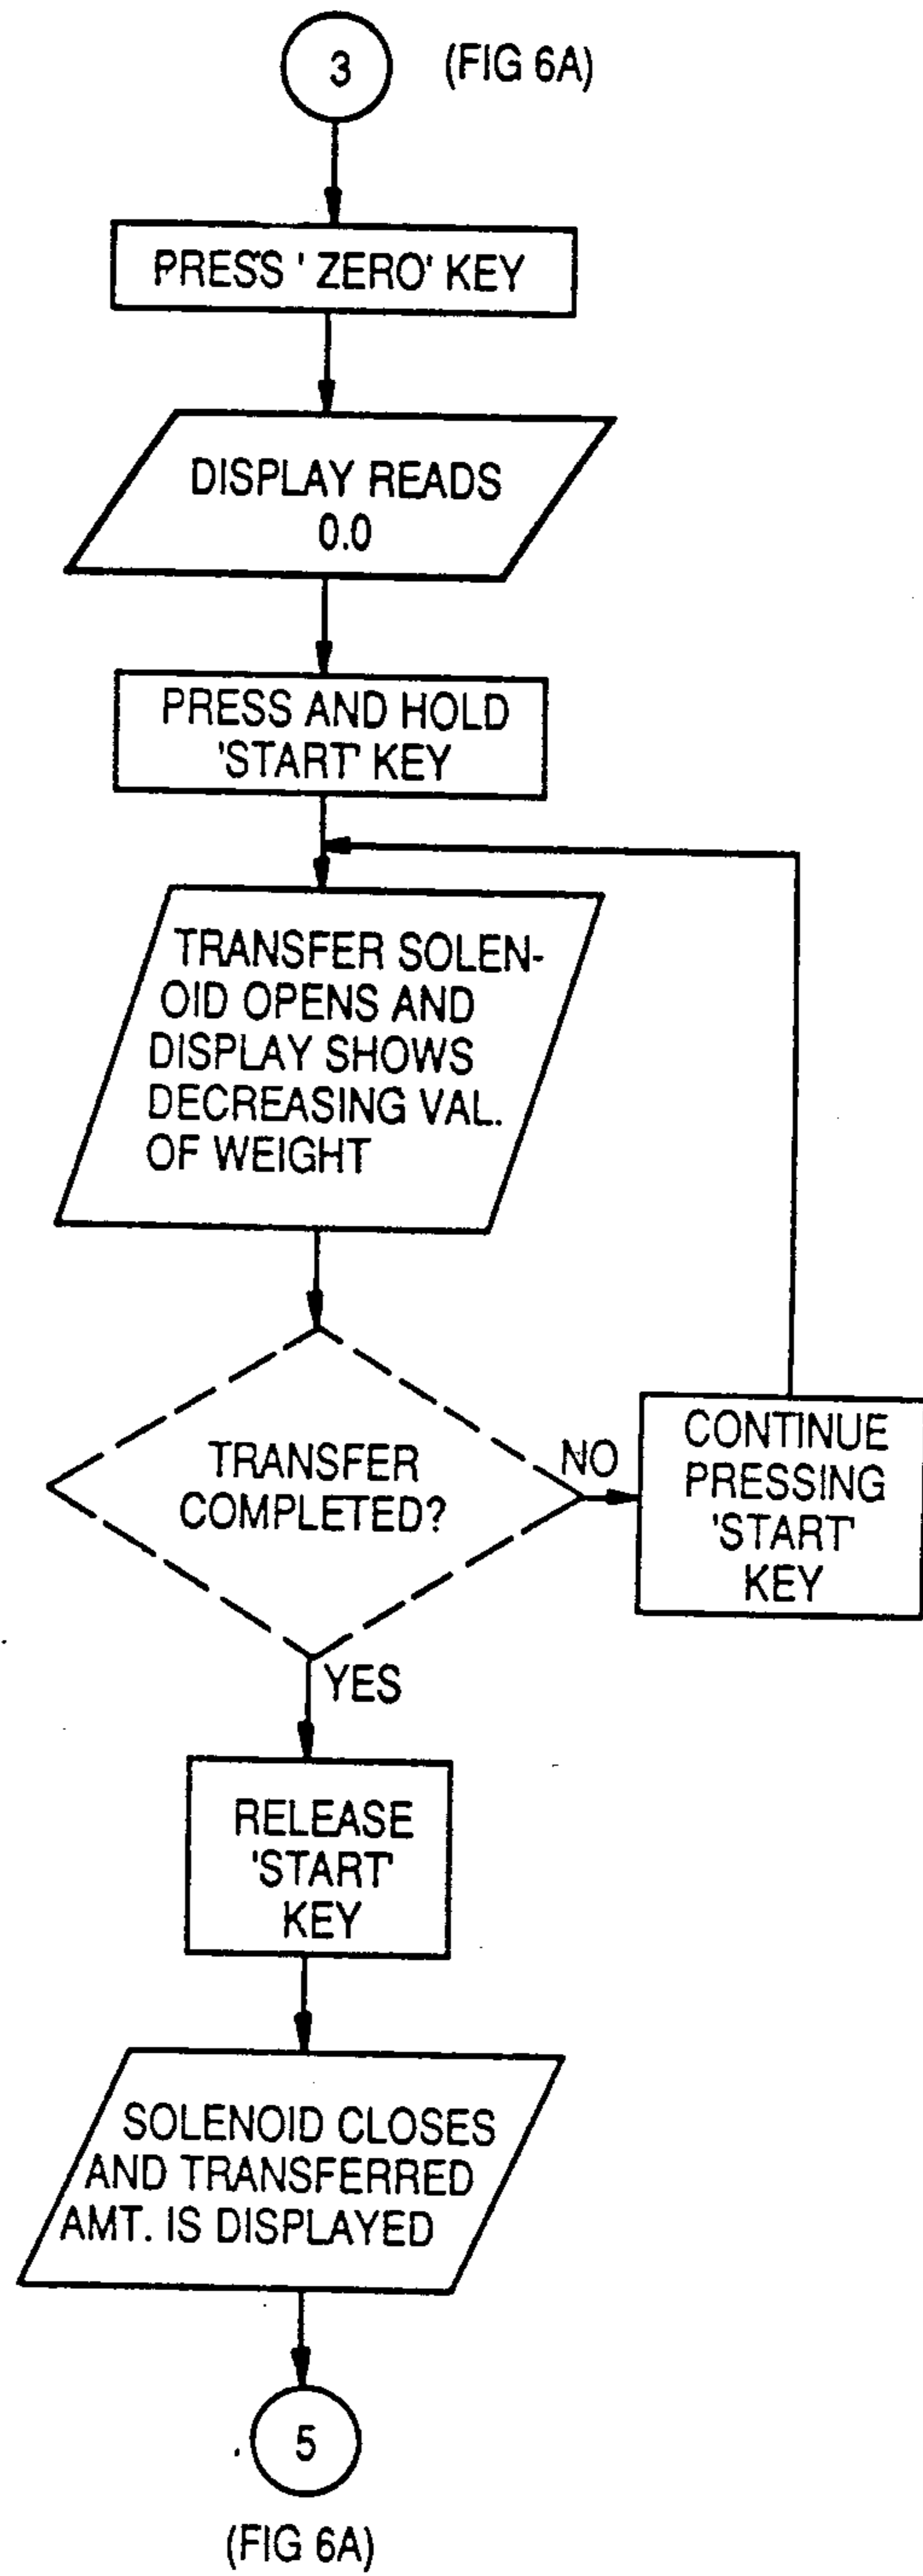 3 (FIG 6A)
PRESS ' ZERO' KEY
DISPLAY READS
0.0
PRESS AND HOLD
'START' KEY
TRANSFER SOLEN-
OID OPENS AND
DISPLAY SHOWS
DECREASING VAL.
OF WEIGHT
TRANSFER
COMPLETED?
NO
CONTINUE
PRESSING
'START'
KEY
YES
RELEASE
'START'
KEY
SOLENOID CLOSES
AND TRANSFERRED
AMT. IS DISPLAYED
5
(FIG 6A)